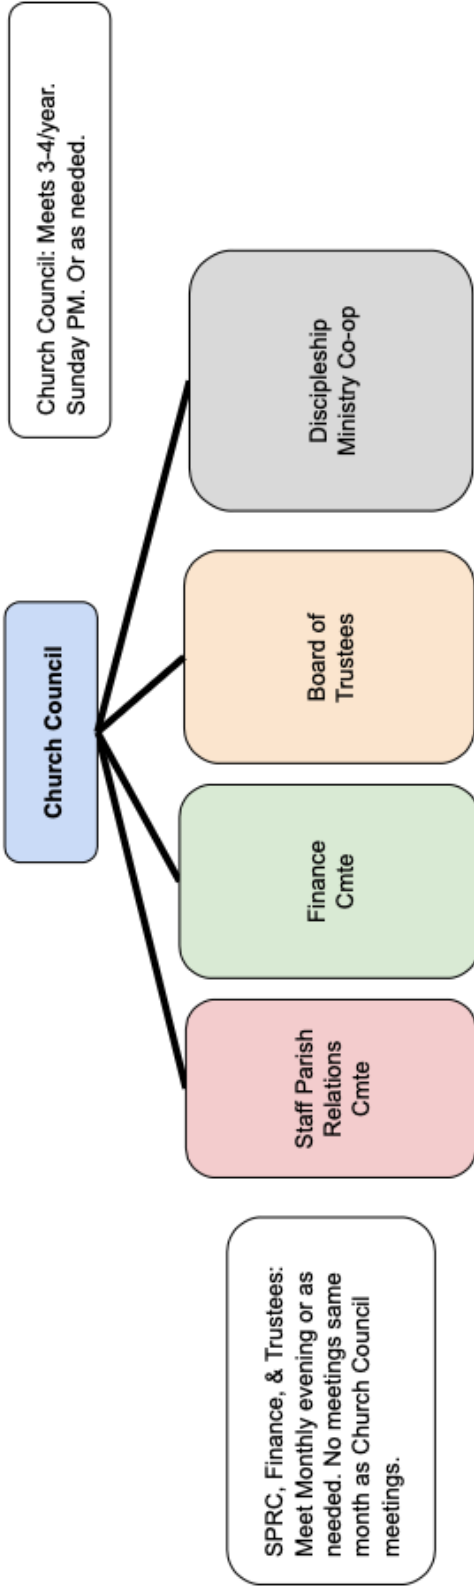 Church Council
Church Council: Meets 3-4/year.
Sunday PM. Or as needed.
SPRC, Finance, & Trustees:
Meet Monthly evening or as
needed. No meetings same
month as Church Council
meetings.
Staff Parish
Relations
Cmte
Finance
Cmte
Board of
Trustees
Discipleship
Ministry Co-op